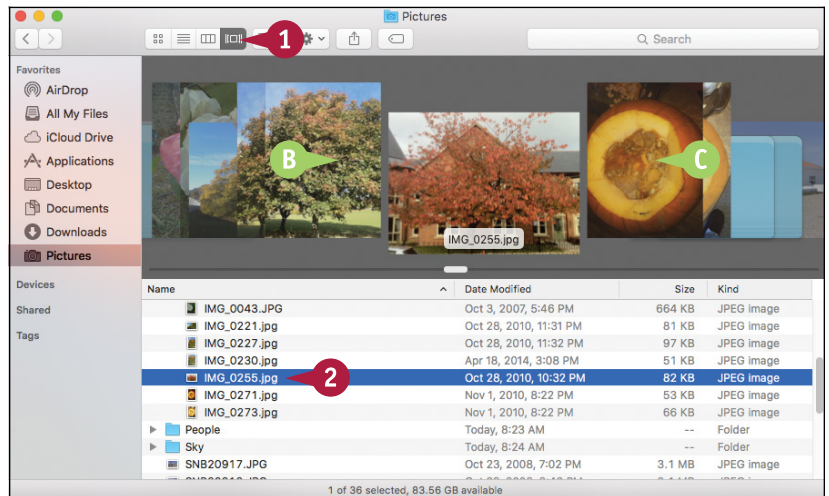 Pictures
1
Search
Favorites
AirDrop
All My Files
iCloud Drive
Applications
Desktop
Documents
Downloads
Pictures
Devices
Shared
Tags
B
C
IMG_0255.jpg
Name Date Modified Size Kind
IMG_0043.JPG Oct 3, 2007, 5:46 PM 664 KB JPEG image
IMG_0221.jpg Oct 28, 2010, 11:31 PM 81 KB JPEG image
IMG_0227.jpg Oct 28, 2010, 11:32 PM 97 KB JPEG image
IMG_0230.jpg Apr 18, 2014, 3:08 PM 51 KB JPEG image
IMG_0255.jpg 2 Oct 28, 2010, 10:32 PM 82 KB JPEG image
IMG_0271.jpg Nov 1, 2010, 8:22 PM 53 KB JPEG image
IMG_0273.jpg Nov 1, 2010, 8:22 PM 66 KB JPEG image
People Today, 8:23 AM -- Folder
Sky Today, 8:24 AM -- Folder
SNB20917.JPG Oct 23, 2008, 7:02 PM 3.1 MB JPEG image
1 of 36 selected, 83.56 GB available